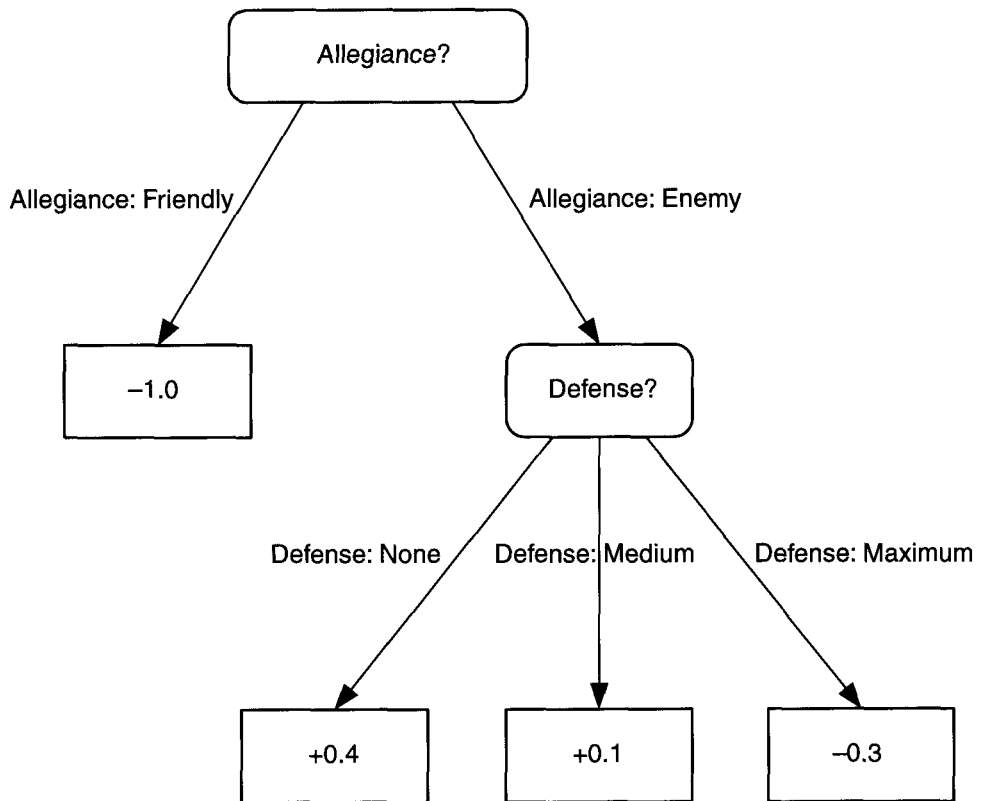 Allegiance?
Allegiance: Friendly
Allegiance: Enemy
–1.0
Defense?
Defense: None
Defense: Medium
Defense: Maximum
+0.4
+0.1
–0.3